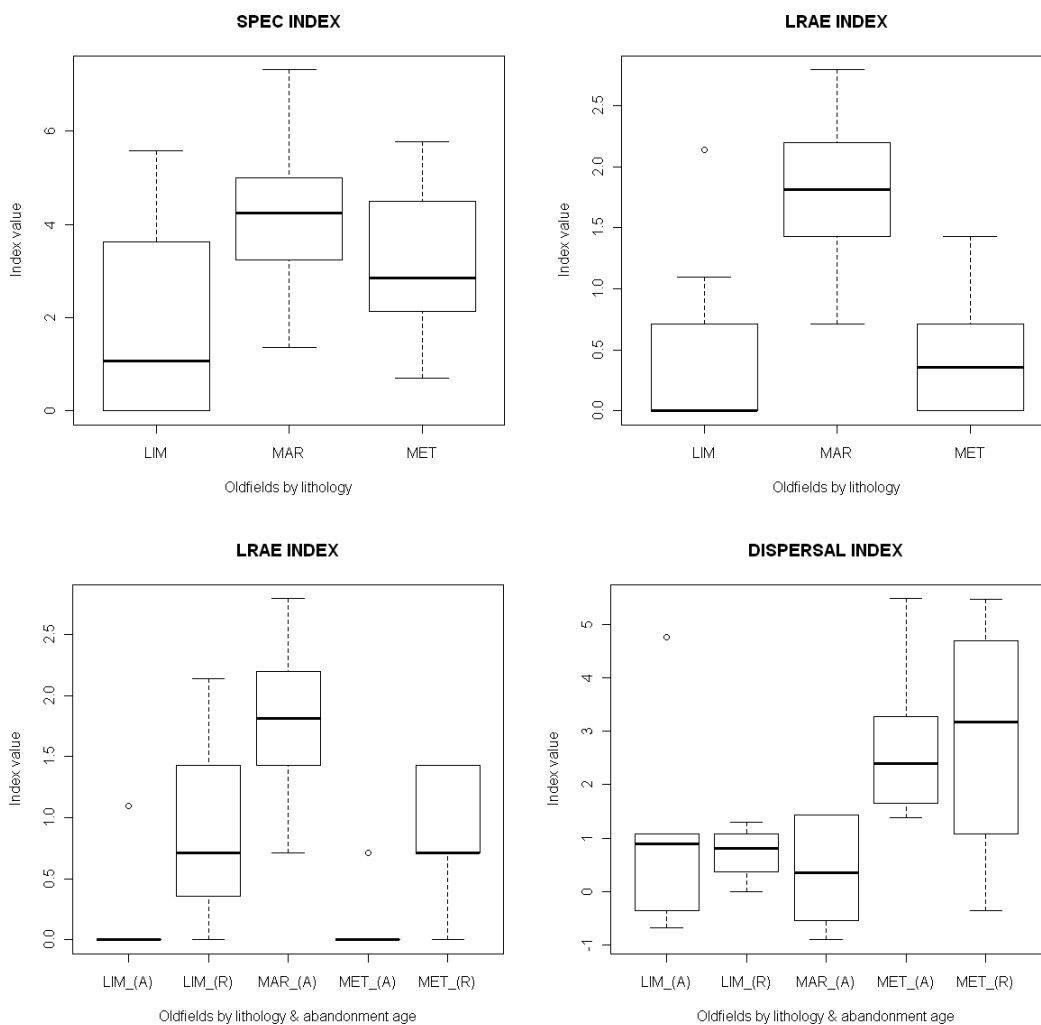 SPEC INDEX
Index value
0
2
4
6
LIM MAR MET
Oldfields by lithology
LRAE INDEX
Index value
0.0
0.5
1.0
1.5
2.0
2.5
LIM MAR MET
Oldfields by lithology
LRAE INDEX
Index value
0.0
0.5
1.0
1.5
2.0
2.5
LIM_(A) LIM_(R) MAR_(A) MET_(A) MET_(R)
Oldfields by lithology & abandonment age
DISPERSAL INDEX
Index value
-1
0
1
2
3
4
5
LIM_(A) LIM_(R) MAR_(A) MET_(A) MET_(R)
Oldfields by lithology & abandonment age